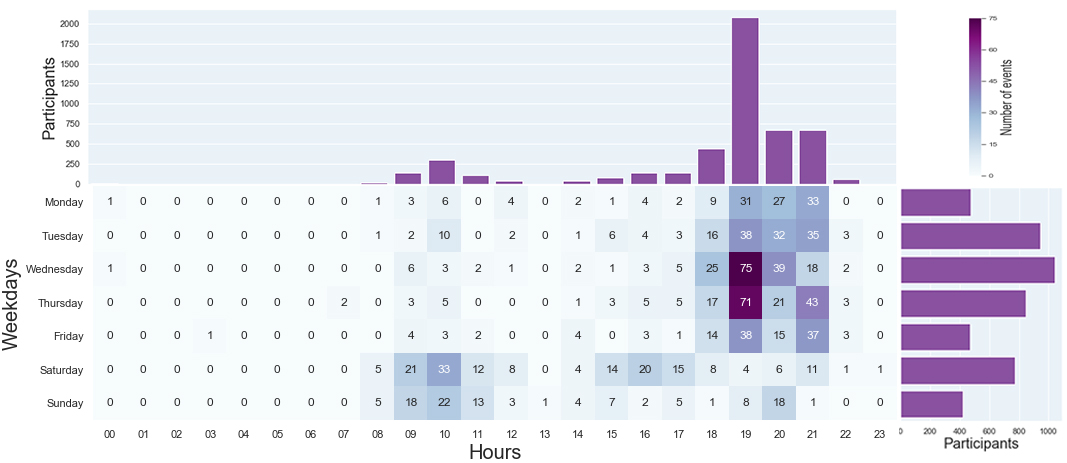 2000
1750
1500
1250
1000
750
500
250
0
Participants
75
60
45
30
15
0
Number of events
Weekdays
Monday 1 0 0 0 0 0 0 0 1 3 6 0 4 0 2 1 4 2 9 31 27 33 0 0
Tuesday 0 0 0 0 0 0 0 0 1 2 10 0 2 0 1 6 4 3 16 38 32 35 3 0
Wednesday 1 0 0 0 0 0 0 0 0 6 3 2 1 0 2 1 3 5 25 75 39 18 2 0
Thursday 0 0 0 0 0 0 0 2 0 3 5 0 0 0 1 3 5 5 17 71 21 43 3 0
Friday 0 0 0 1 0 0 0 0 0 4 3 2 0 0 4 0 3 1 14 38 15 37 3 0
Saturday 0 0 0 0 0 0 0 0 5 21 33 12 8 0 4 14 20 15 8 4 6 11 1 1
Sunday 0 0 0 0 0 0 0 0 5 18 22 13 3 1 4 7 2 5 1 8 18 1 0 0
00 01 02 03 04 05 06 07 08 09 10 11 12 13 14 15 16 17 18 19 20 21 22 23
Hours
0 200 400 600 800 1000
Participants